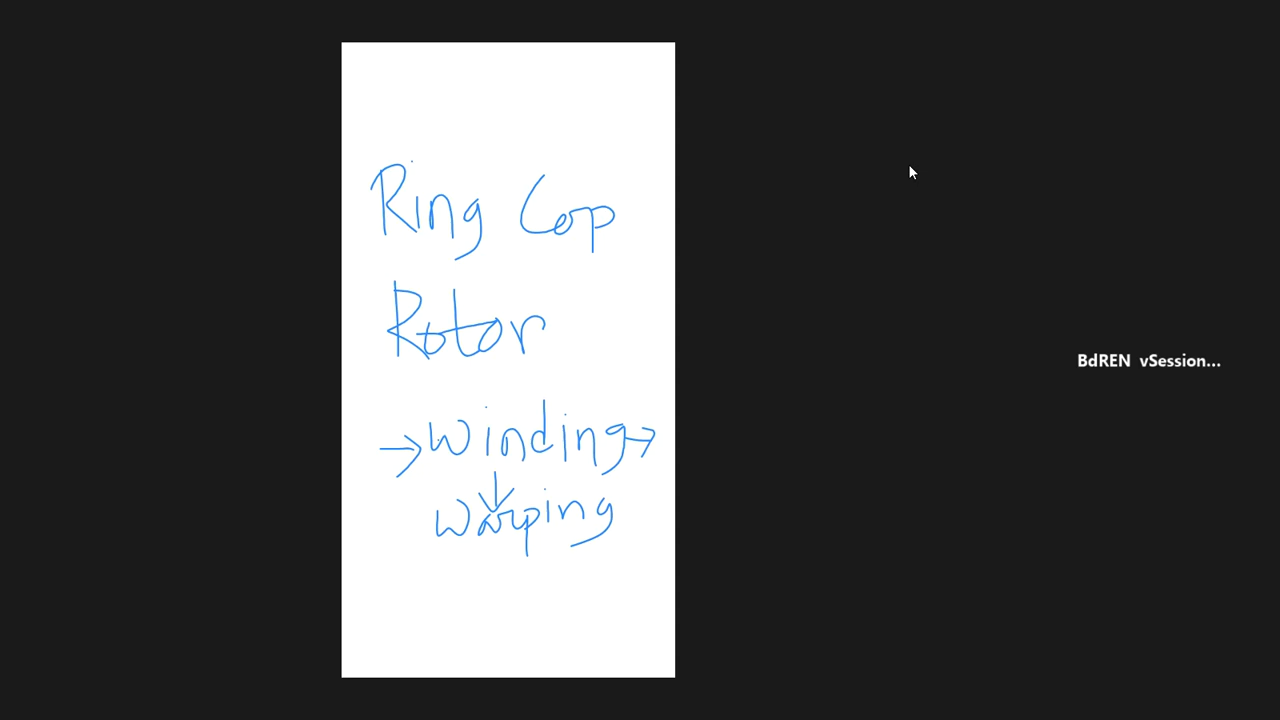 Ring Cop
Rotor
→ Winding →
↓
Warping
BdREN vSession...